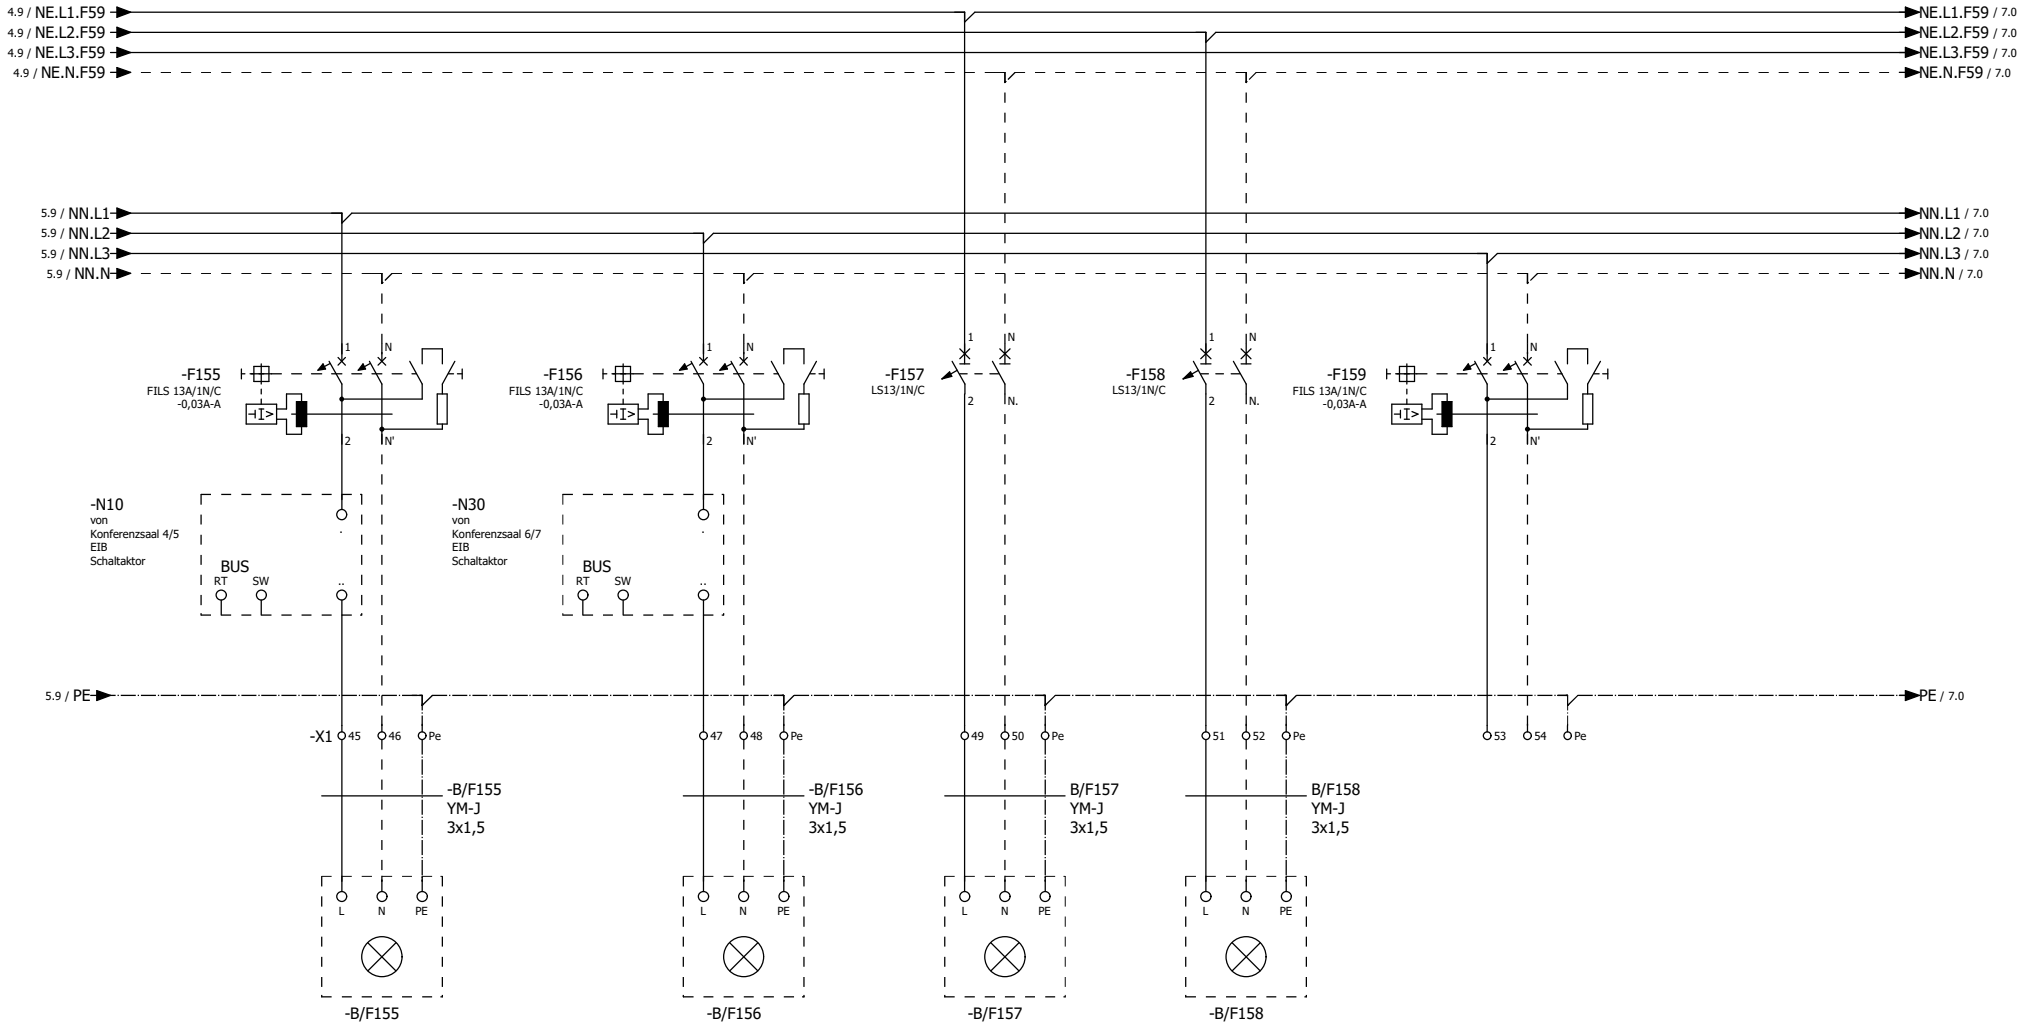 4.9 / NE.L1.F59
NE.L1.F59 / 7.0
4.9 / NE.L2.F59
NE.L2.F59 / 7.0
4.9 / NE.L3.F59
NE.L3.F59 / 7.0
4.9 / NE.N.F59
NE.N.F59 / 7.0
5.9 / NN.L1
NN.L1 / 7.0
5.9 / NN.L2
NN.L2 / 7.0
5.9 / NN.L3
NN.L3 / 7.0
5.9 / NN.N
NN.N / 7.0
-F155
FILS 13A/1N/C
-0,03A-A
1
N
I>
2
N'
-F156
FILS 13A/1N/C
-0,03A-A
1
N
I>
2
N'
-F157
LS13/1N/C
1
N
2
N.
-F158
LS13/1N/C
1
N
2
N.
-F159
FILS 13A/1N/C
-0,03A-A
1
N
I>
2
N'
-N10
von
Konferenzsaal 4/5
EIB
Schaltaktor
.
BUS
RT SW ..
-N30
von
Konferenzsaal 6/7
EIB
Schaltaktor
.
BUS
RT SW ..
5.9 / PE
PE / 7.0
-X1 45 46 Pe
47 48 Pe
49 50 Pe
51 52 Pe
53 54 Pe
-B/F155
YM-J
3x1,5
-B/F156
YM-J
3x1,5
B/F157
YM-J
3x1,5
B/F158
YM-J
3x1,5
L N PE
L N PE
L N PE
L N PE
-B/F155
-B/F156
-B/F157
-B/F158